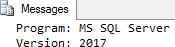 Messages
Program: MS SQL Server
Version: 2017